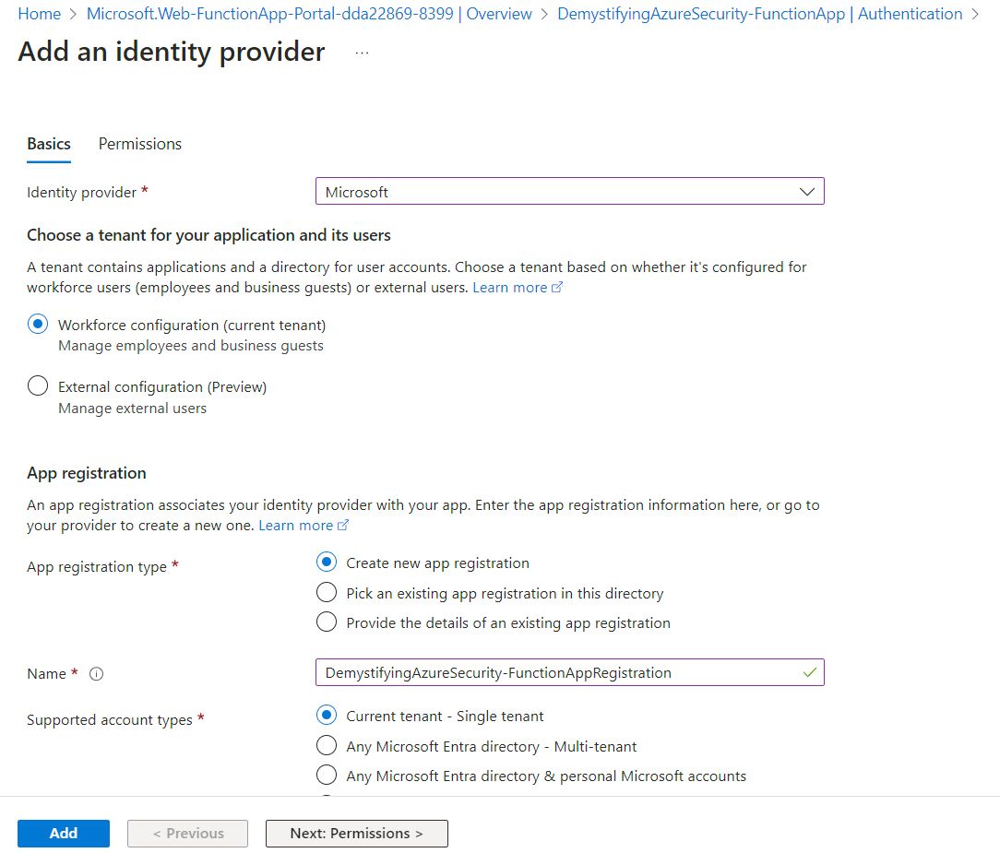 Home > Microsoft.Web-FunctionApp-Portal-dda22869-8399 | Overview > DemystifyingAzureSecurity-FunctionApp | Authentication >
Add an identity provider ...
Basics Permissions
Identity provider * Microsoft
Choose a tenant for your application and its users
A tenant contains applications and a directory for user accounts. Choose a tenant based on whether it's configured for
workforce users (employees and business guests) or external users. Learn more
Workforce configuration (current tenant)
Manage employees and business guests
External configuration (Preview)
Manage external users
App registration
An app registration associates your identity provider with your app. Enter the app registration information here, or go to
your provider to create a new one. Learn more
App registration type * Create new app registration
Pick an existing app registration in this directory
Provide the details of an existing app registration
Name * DemystifyingAzureSecurity-FunctionAppRegistration
Supported account types * Current tenant - Single tenant
Any Microsoft Entra directory - Multi-tenant
Any Microsoft Entra directory & personal Microsoft accounts
Add < Previous Next: Permissions >